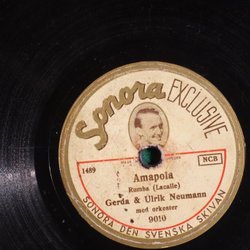 Sonora EXCLUSIVE
1489
NCB
Amapola
Rumba (Lacalle)
Gerda & Ulrik Neumann
med orkester
9010
SONORA DEN SVENSKA SKIVAN